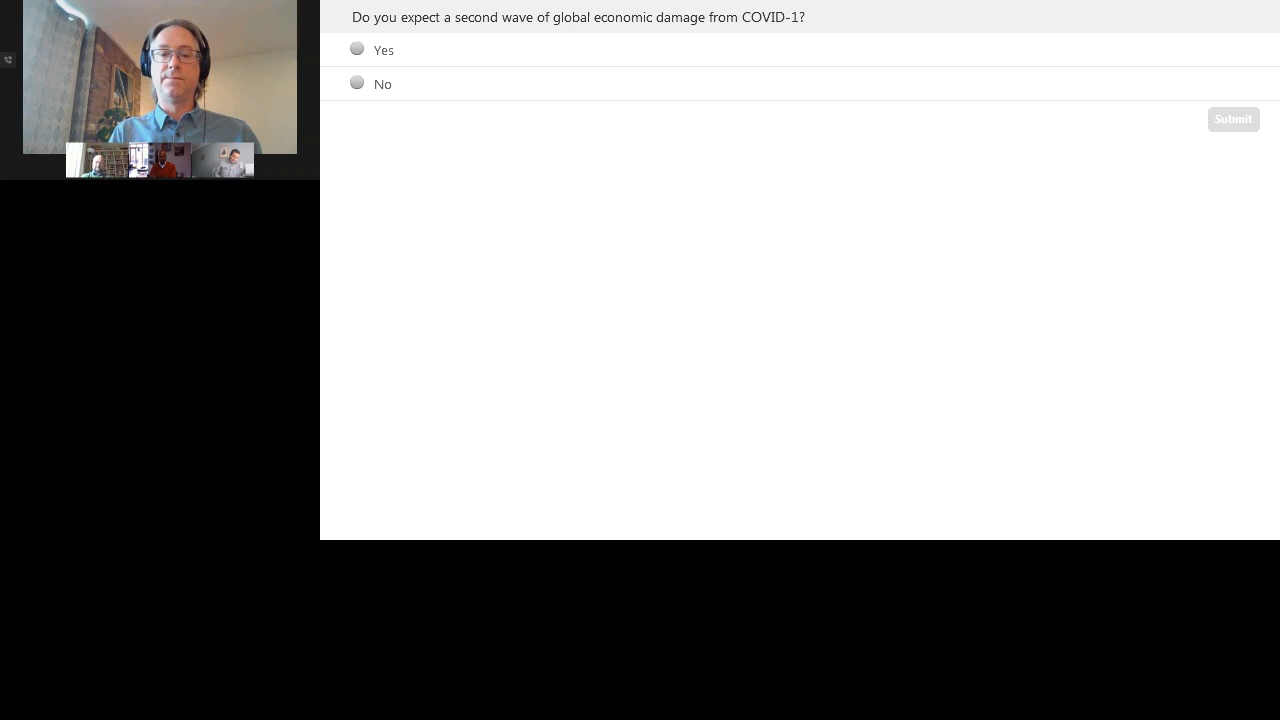 Do you expect a second wave of global economic damage from COVID-1?
Yes
No
Submit